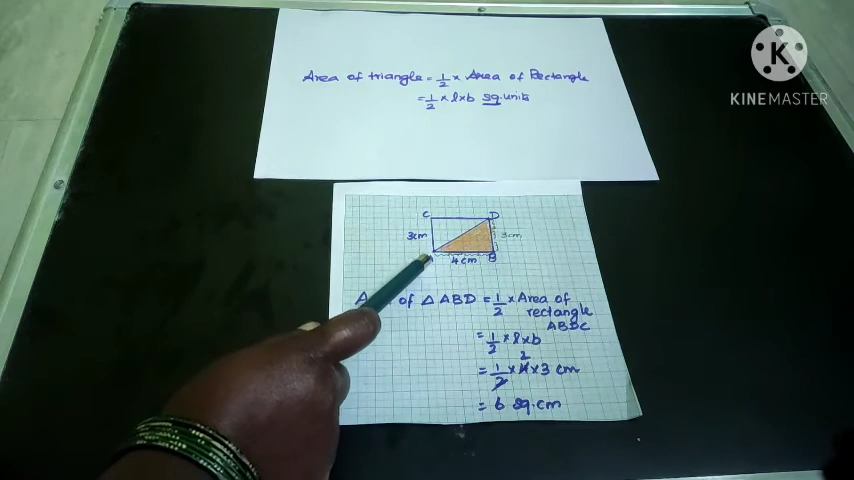 Area of triangle = 1/2 × Area of Rectangle
= 1/2 × l × b sq. units
KINEMASTER
C D
3cm 3cm
4cm B
of △ ABD = 1/2 × Area of
rectangle
ABDC
= 1/2 × l × b
2
= 1/2 × 4 × 3 cm
= 6 sq. cm